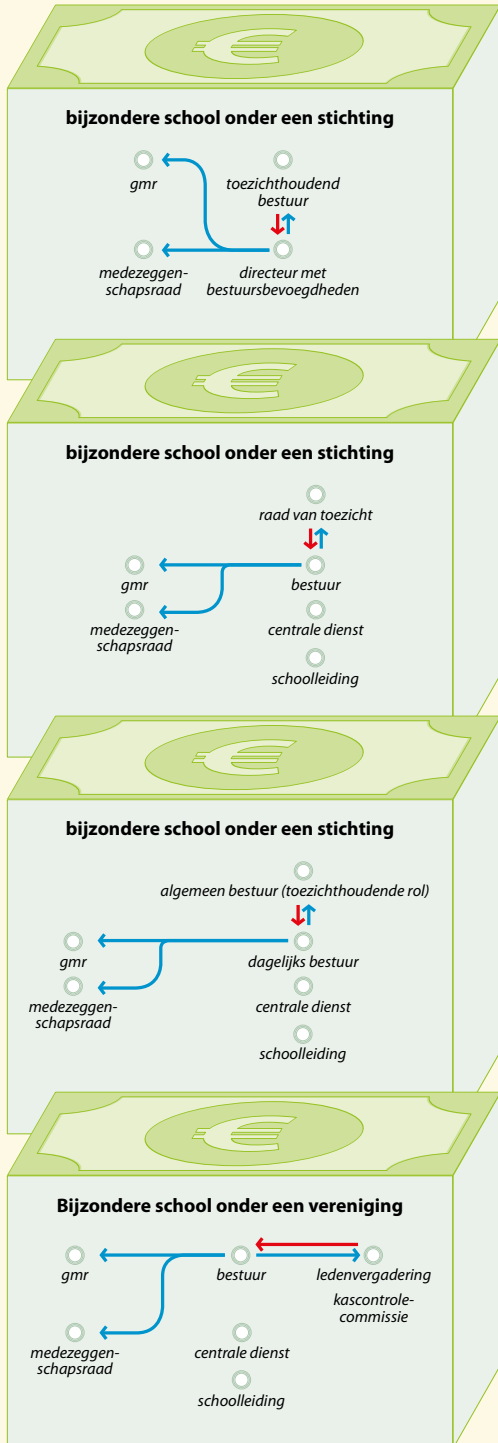 €
bijzondere school onder een stichting
gmr
toezichthoudend
bestuur
medezeggen-
schapsraad
directeur met
bestuursbevoegdheden
€
bijzondere school onder een stichting
raad van toezicht
gmr
bestuur
medezeggen-
schapsraad
centrale dienst
schoolleiding
€
bijzondere school onder een stichting
algemeen bestuur (toezichthoudende rol)
gmr
dagelijks bestuur
medezeggen-
schapsraad
centrale dienst
schoolleiding
€
Bijzondere school onder een vereniging
gmr
bestuur
ledenvergadering
kascontrole-
commissie
medezeggen-
schapsraad
centrale dienst
schoolleiding